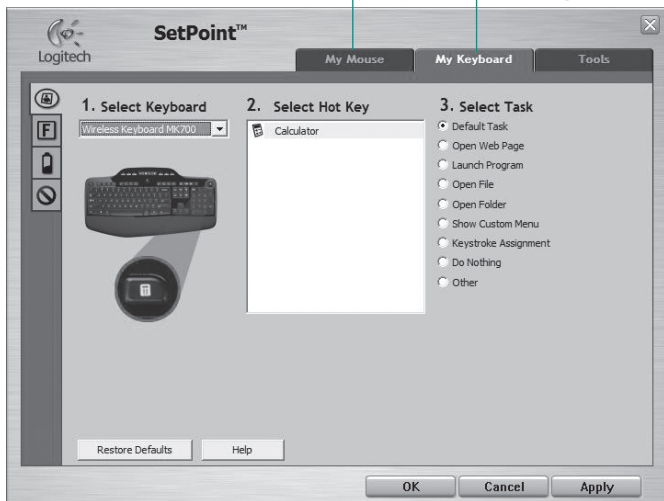 SetPoint™
Logitech
My Mouse
My Keyboard
Tools
1. Select Keyboard
Wireless Keyboard MK700
2. Select Hot Key
Calculator
3. Select Task
Default Task
Open Web Page
Launch Program
Open File
Open Folder
Show Custom Menu
Keystroke Assignment
Do Nothing
Other
F
Restore Defaults
Help
OK
Cancel
Apply